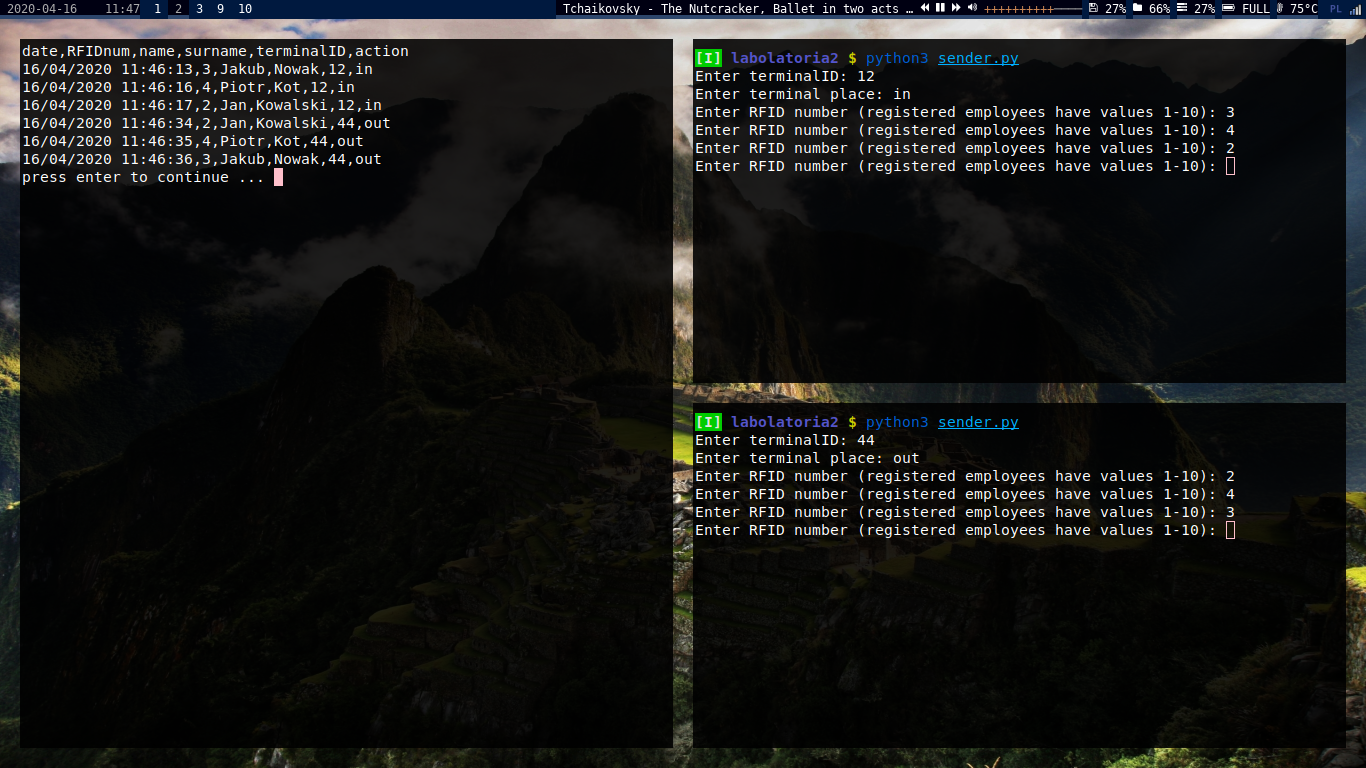 2020-04-16 11:47 1 2 3 9 10 Tchaikovsky - The Nutcracker, Ballet in two acts … ++++++++++ 27% 66% 27% FULL 75°C PL
date,RFIDnum,name,surname,terminalID,action
16/04/2020 11:46:13,3,Jakub,Nowak,12,in
16/04/2020 11:46:16,4,Piotr,Kot,12,in
16/04/2020 11:46:17,2,Jan,Kowalski,12,in
16/04/2020 11:46:34,2,Jan,Kowalski,44,out
16/04/2020 11:46:35,4,Piotr,Kot,44,out
16/04/2020 11:46:36,3,Jakub,Nowak,44,out
press enter to continue ...
[I] labolatoria2 $ python3 sender.py
Enter terminalID: 12
Enter terminal place: in
Enter RFID number (registered employees have values 1-10): 3
Enter RFID number (registered employees have values 1-10): 4
Enter RFID number (registered employees have values 1-10): 2
Enter RFID number (registered employees have values 1-10):
[I] labolatoria2 $ python3 sender.py
Enter terminalID: 44
Enter terminal place: out
Enter RFID number (registered employees have values 1-10): 2
Enter RFID number (registered employees have values 1-10): 4
Enter RFID number (registered employees have values 1-10): 3
Enter RFID number (registered employees have values 1-10):